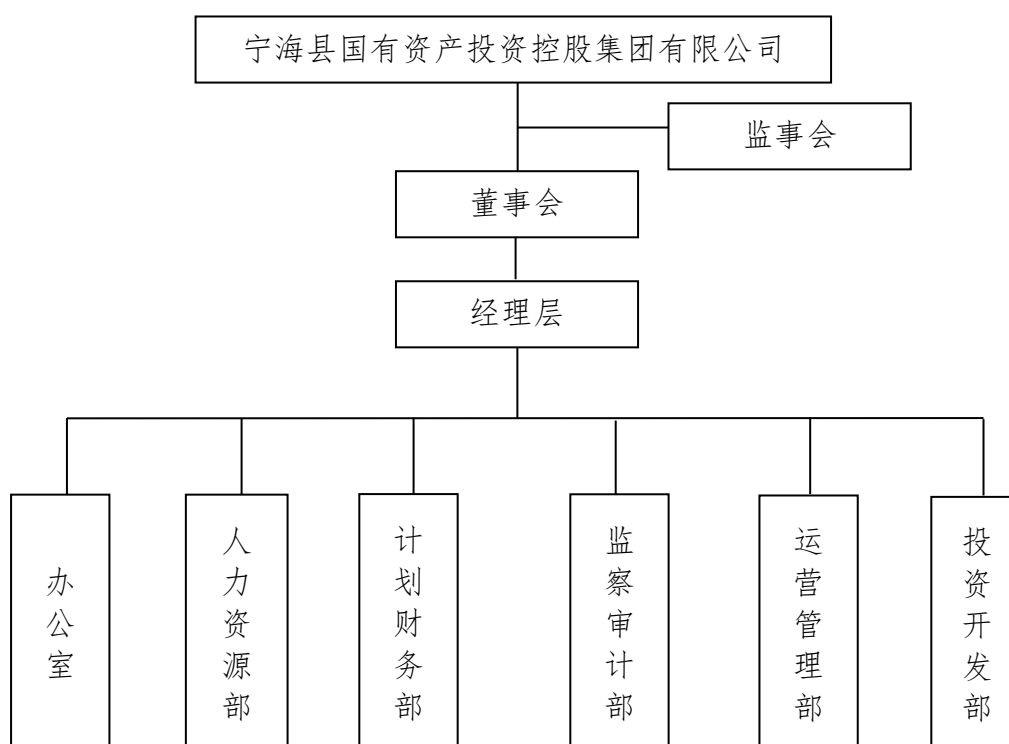 宁海县国有资产投资控股集团有限公司
监事会
董事会
经理层
办公室
人力资源部
计划财务部
监察审计部
运营管理部
投资开发部